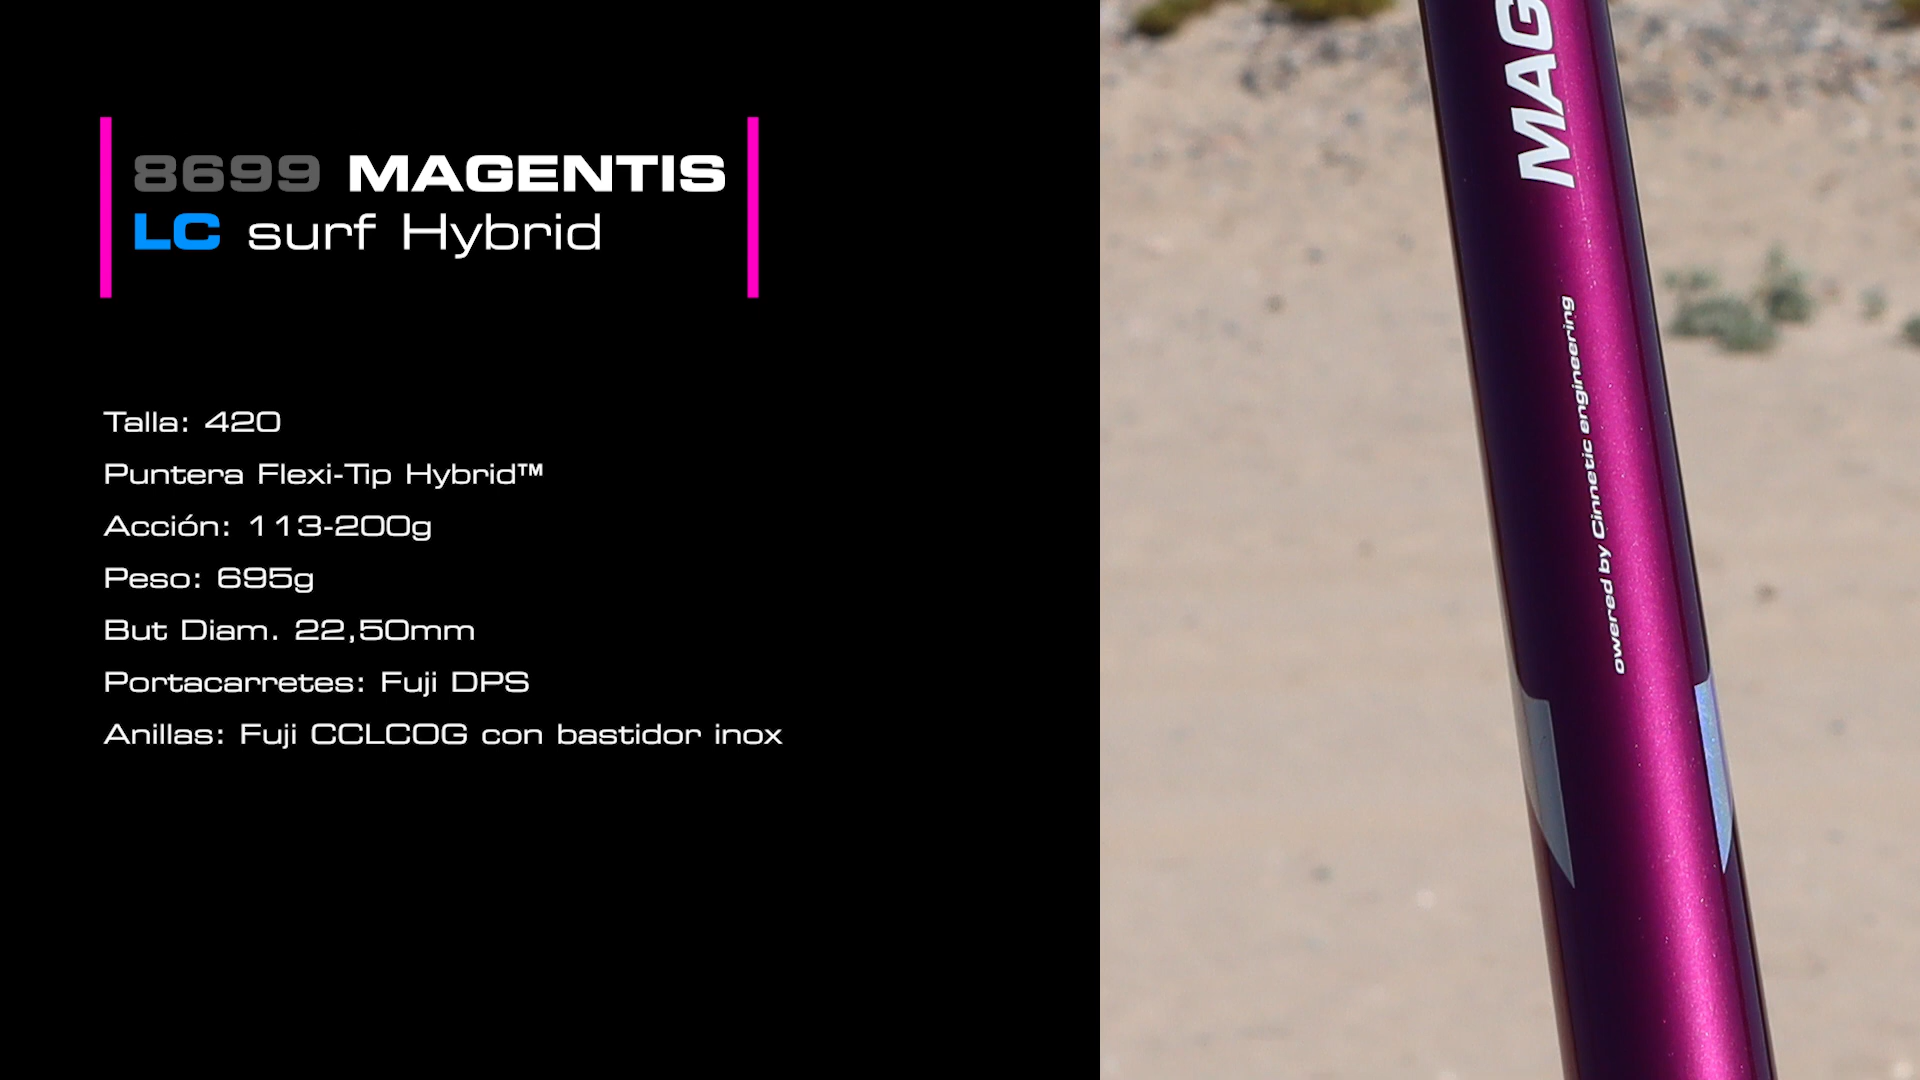 8699 MAGENTIS
LC surf Hybrid
Talla: 420
Puntera Flexi-Tip Hybrid™
Acción: 113-200g
Peso: 695g
But Diam. 22,50mm
Portacarretes: Fuji DPS
Anillas: Fuji CCLCOG con bastidor inox
MAG
owered by Cinnetic engineering